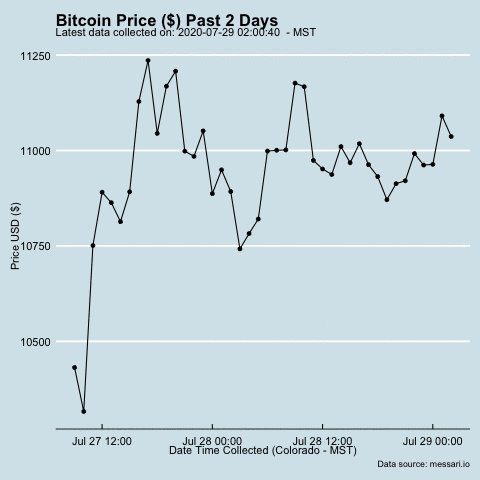 Bitcoin Price ($) Past 2 Days
Latest data collected on: 2020-07-29 02:00:40  - MST
11250
11000
10750
10500
Price USD ($)
Jul 27 12:00 Jul 28 00:00 Jul 28 12:00 Jul 29 00:00
Date Time Collected (Colorado - MST)
Data source: messari.io